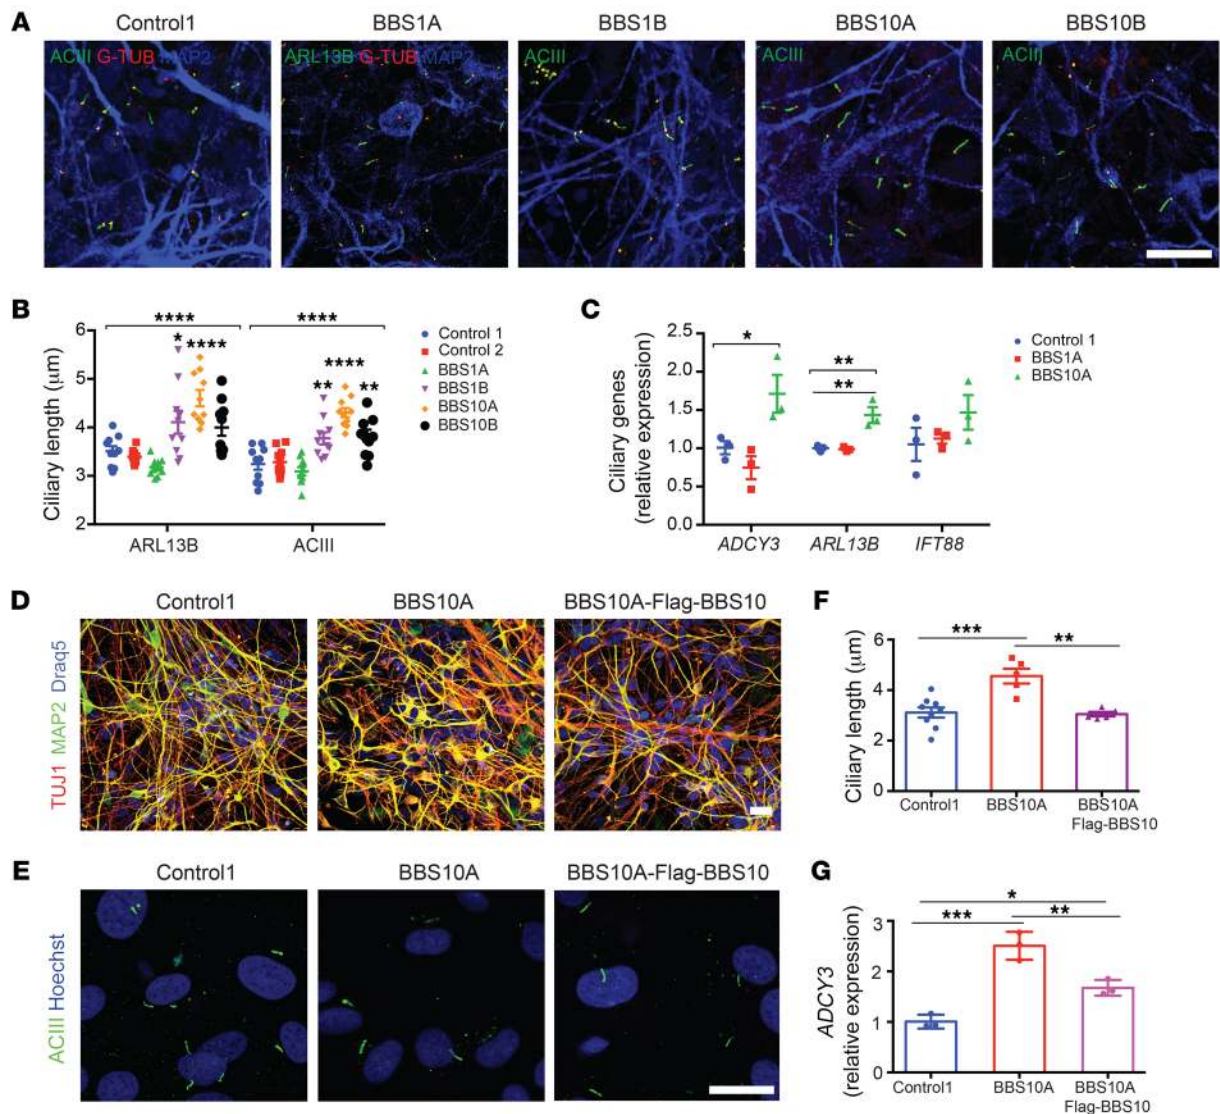 A
Control1 BBS1A BBS1B BBS10A BBS10B
ACIII G-TUB MAP2 ARL13B G-TUB MAP2 ACIII ACIII ACIII
B
**** ****
* **** ** **** **
Ciliary length (μm)
6
5
4
3
2
ARL13B ACIII
Control 1
Control 2
BBS1A
BBS1B
BBS10A
BBS10B
C
* ** **
Ciliary genes
(relative expression)
2.5
2.0
1.5
1.0
0.5
0.0
ADCY3 ARL13B IFT88
Control 1
BBS1A
BBS10A
D
Control1 BBS10A BBS10A-Flag-BBS10
TUJ1 MAP2 Draq5
E
Control1 BBS10A BBS10A-Flag-BBS10
ACIII Hoechst
F
*** **
Ciliary length (μm)
6
4
2
0
Control1 BBS10A BBS10A
Flag-BBS10
G
*
*** **
ADCY3
(relative expression)
3
2
1
0
Control1 BBS10A BBS10A
Flag-BBS10